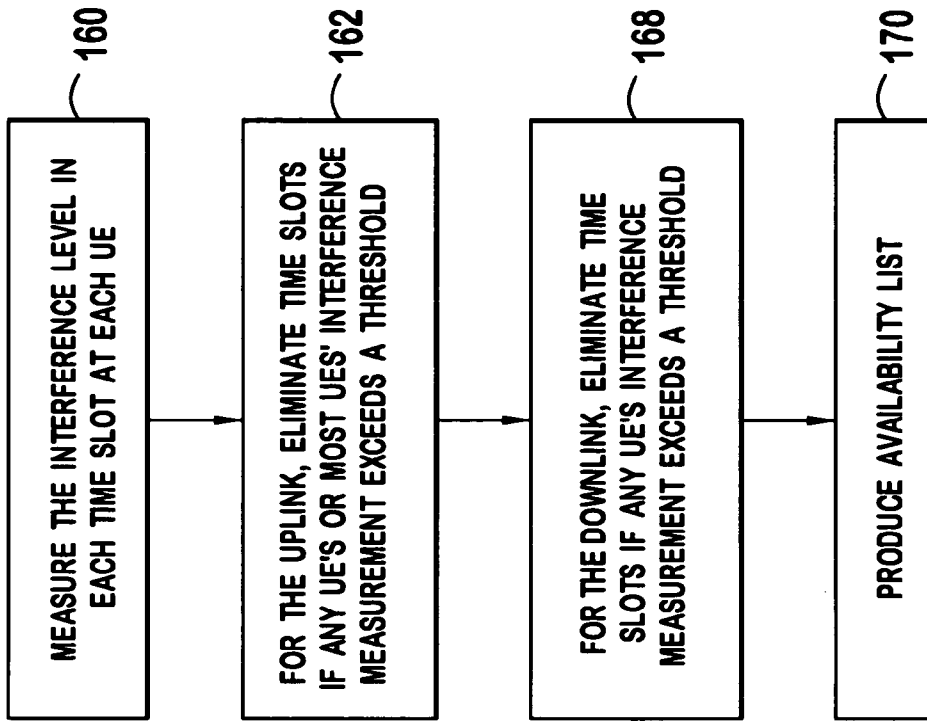 MEASURE THE INTERFERENCE LEVEL IN
EACH TIME SLOT AT EACH UE
160
FOR THE UPLINK, ELIMINATE TIME SLOTS
IF ANY UE'S OR MOST UES' INTERFERENCE
MEASUREMENT EXCEEDS A THRESHOLD
162
FOR THE DOWNLINK, ELIMINATE TIME
SLOTS IF ANY UE'S INTERFERENCE
MEASUREMENT EXCEEDS A THRESHOLD
168
PRODUCE AVAILABILITY LIST
170